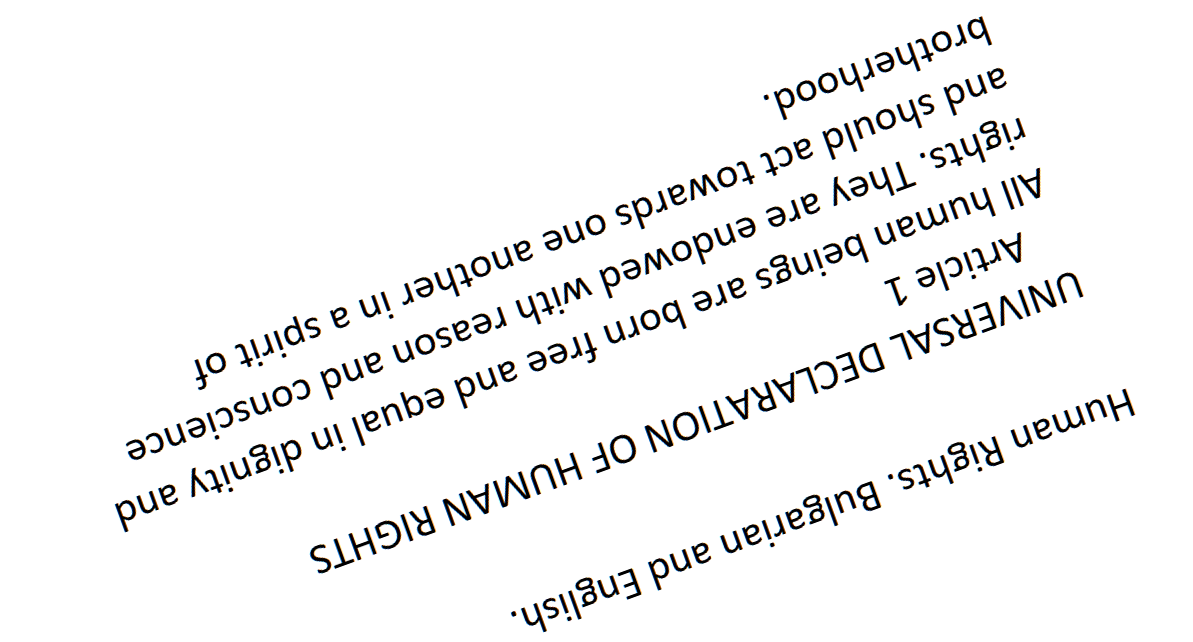 Human Rights. Bulgarian and English.
UNIVERSAL DECLARATION OF HUMAN RIGHTS
Article 1
All human beings are born free and equal in dignity and
rights. They are endowed with reason and conscience
and should act towards one another in a spirit of
brotherhood.